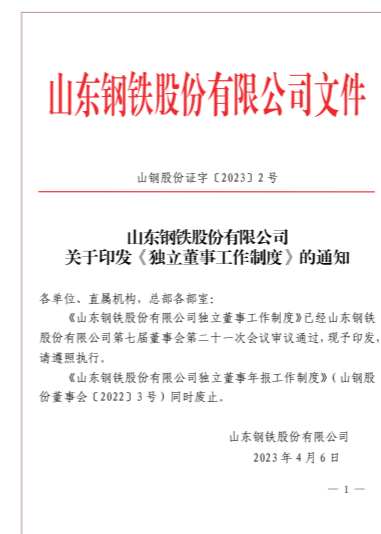 山东钢铁股份有限公司文件
山钢股份证字〔2023〕2号
山东钢铁股份有限公司
关于印发《独立董事工作制度》的通知
各单位、直属机构，总部各部室：
《山东钢铁股份有限公司独立董事工作制度》已经山东钢铁
股份有限公司第七届董事会第二十一次会议审议通过，现予印发，
请遵照执行。
《山东钢铁股份有限公司独立董事年报工作制度》（山钢股
份董事会〔2022〕3号）同时废止。
山东钢铁股份有限公司
2023年4月6日
— 1 —